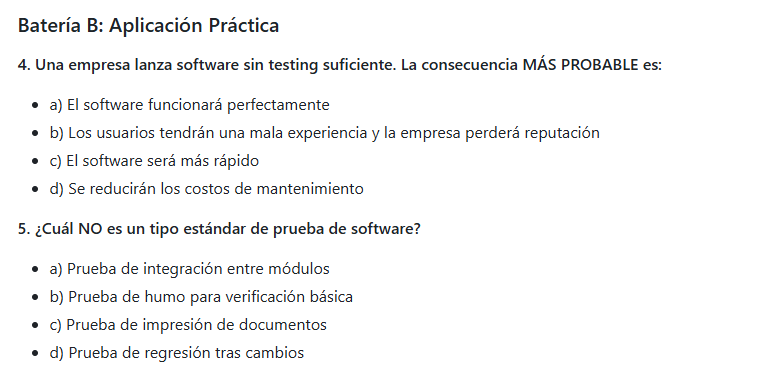 Batería B: Aplicación Práctica
4. Una empresa lanza software sin testing suficiente. La consecuencia MÁS PROBABLE es:
a) El software funcionará perfectamente
b) Los usuarios tendrán una mala experiencia y la empresa perderá reputación
c) El software será más rápido
d) Se reducirán los costos de mantenimiento
5. ¿Cuál NO es un tipo estándar de prueba de software?
a) Prueba de integración entre módulos
b) Prueba de humo para verificación básica
c) Prueba de impresión de documentos
d) Prueba de regresión tras cambios